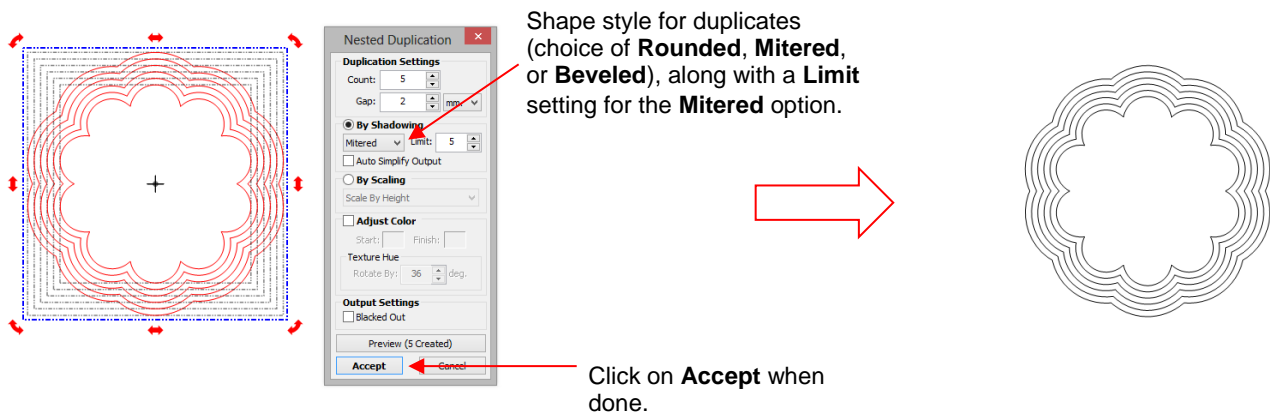 Shape style for duplicates
(choice of Rounded, Mitered,
or Beveled), along with a Limit
setting for the Mitered option.
Nested Duplication
Duplication Settings
Count: 5
Gap: 2 mm
By Shadowing
Mitered Limit: 5
Auto Simplify Output
By Scaling
Scale By Height
Adjust Color
Start: Finish:
Texture Hue
Rotate By: 36 deg.
Output Settings
Blacked Out
Preview (5 Created)
Accept Cancel
Click on Accept when
done.